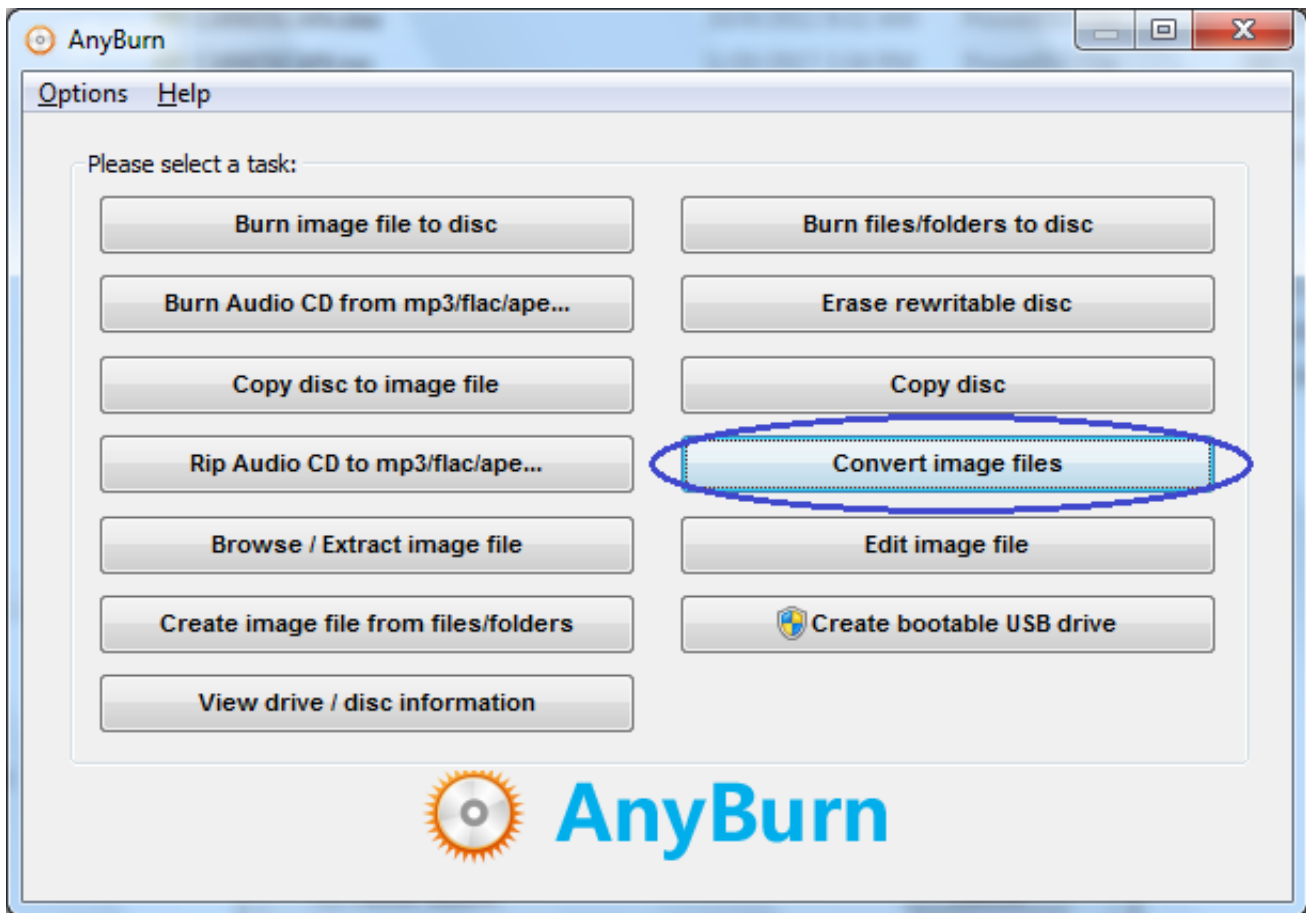 AnyBurn
Options Help
Please select a task:
Burn image file to disc
Burn files/folders to disc
Burn Audio CD from mp3/flac/ape...
Erase rewritable disc
Copy disc to image file
Copy disc
Rip Audio CD to mp3/flac/ape...
Convert image files
Browse / Extract image file
Edit image file
Create image file from files/folders
Create bootable USB drive
View drive / disc information
AnyBurn